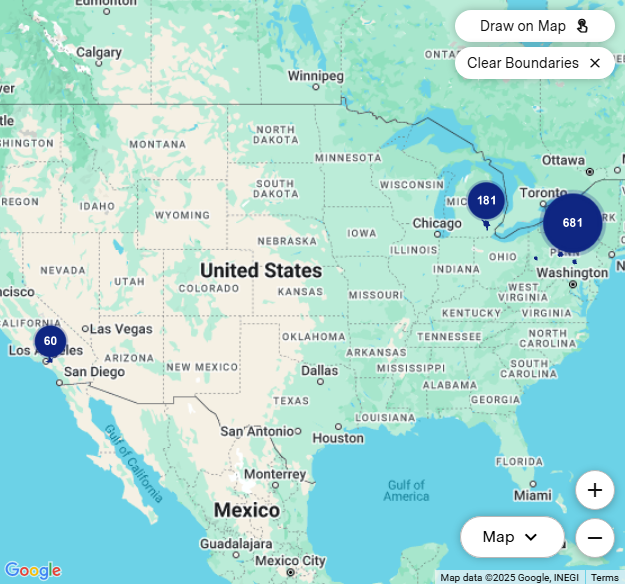 Edmonton
Draw on Map
Calgary
Clear Boundaries
Winnipeg
NORTH
DAKOTA
MONTANA
MINNESOTA
Ottawa
SOUTH
DAKOTA
WISCONSIN
Toronto
IDAHO
WYOMING
181
681
Chicago
IOWA
NEBRASKA
ILLINOIS
OHIO
United States
INDIANA
NEVADA
UTAH
COLORADO
KANSAS
MISSOURI
WEST
VIRGINIA
Washington
KENTUCKY
VIRGINIA
60
Las Vegas
OKLAHOMA
TENNESSEE
NORTH
CAROLINA
ARIZONA
NEW MEXICO
ARKANSAS
MISSISSIPPI
SOUTH
CAROLINA
San Diego
Dallas
ALABAMA
GEORGIA
TEXAS
LOUISIANA
San Antonio
Houston
Gulf of California
Monterrey
Gulf of
America
FLORIDA
Miami
Mexico
Map
Guadalajara
Mexico City
Google
Map data ©2025 Google, INEGI
Terms